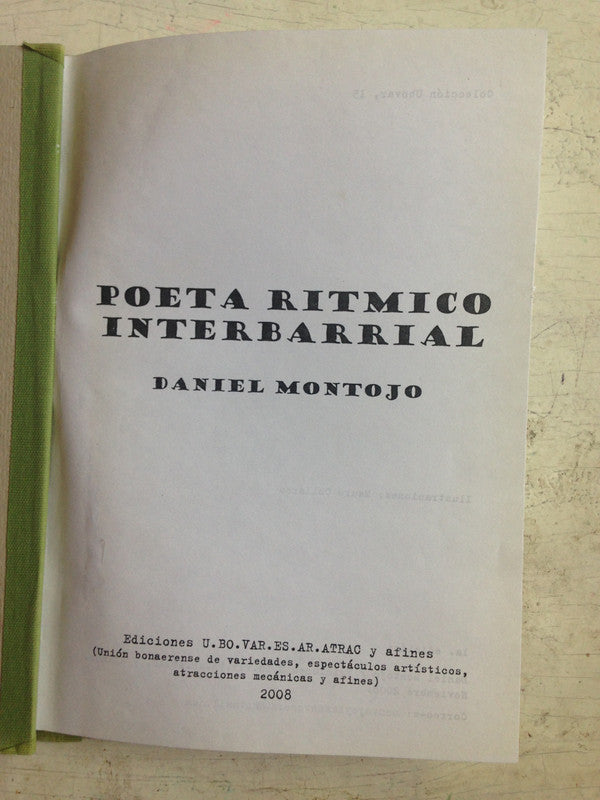 POETA RITMICO
INTERBARRIAL
DANIEL MONTOJO
Ediciones U.BO.VAR.ES.AR.ATRAC y afines
(Unión bonaerense de variedades, espectáculos artísticos,
atracciones mecánicas y afines)
2008